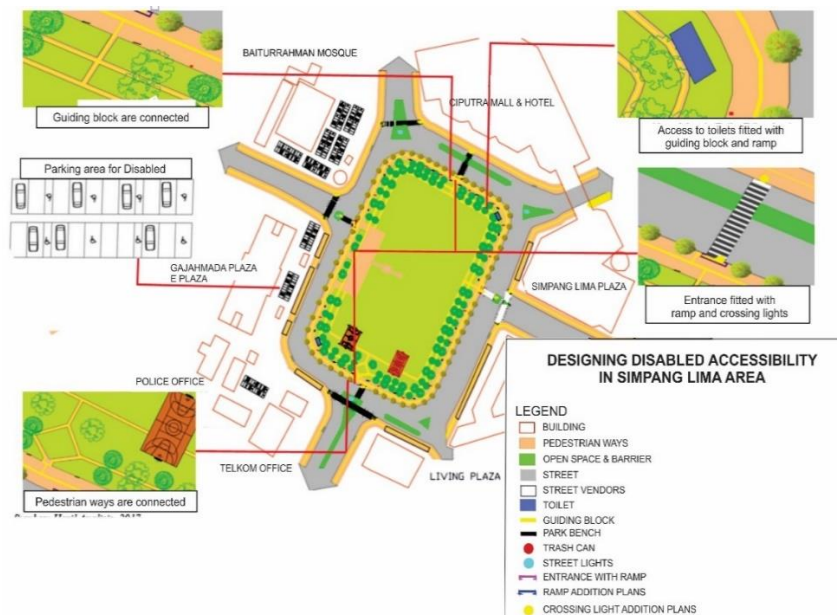 BAITURRAHMAN MOSQUE
CIPUTRA MALL & HOTEL
Guiding block are connected
Access to toilets fitted with
guiding block and ramp
Parking area for Disabled
GAJAHMADA PLAZA
E PLAZA
SIMPANG LIMA PLAZA
Entrance fitted with
ramp and crossing lights
POLICE OFFICE
TELKOM OFFICE
LIVING PLAZA
Pedestrian ways are connected
DESIGNING DISABLED ACCESSIBILITY
IN SIMPANG LIMA AREA
LEGEND
BUILDING
PEDESTRIAN WAYS
OPEN SPACE & BARRIER
STREET
STREET VENDORS
TOILET
GUIDING BLOCK
PARK BENCH
TRASH CAN
STREET LIGHTS
ENTRANCE WITH RAMP
RAMP ADDITION PLANS
CROSSING LIGHT ADDITION PLANS